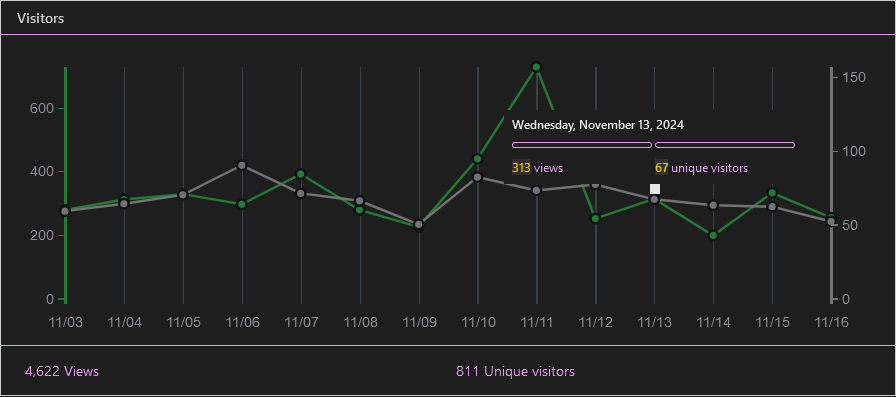 Visitors
600
400
200
0
150
100
50
0
Wednesday, November 13, 2024
313 views 67 unique visitors
11/03 11/04 11/05 11/06 11/07 11/08 11/09 11/10 11/11 11/12 11/13 11/14 11/15 11/16
4,622 Views 811 Unique visitors